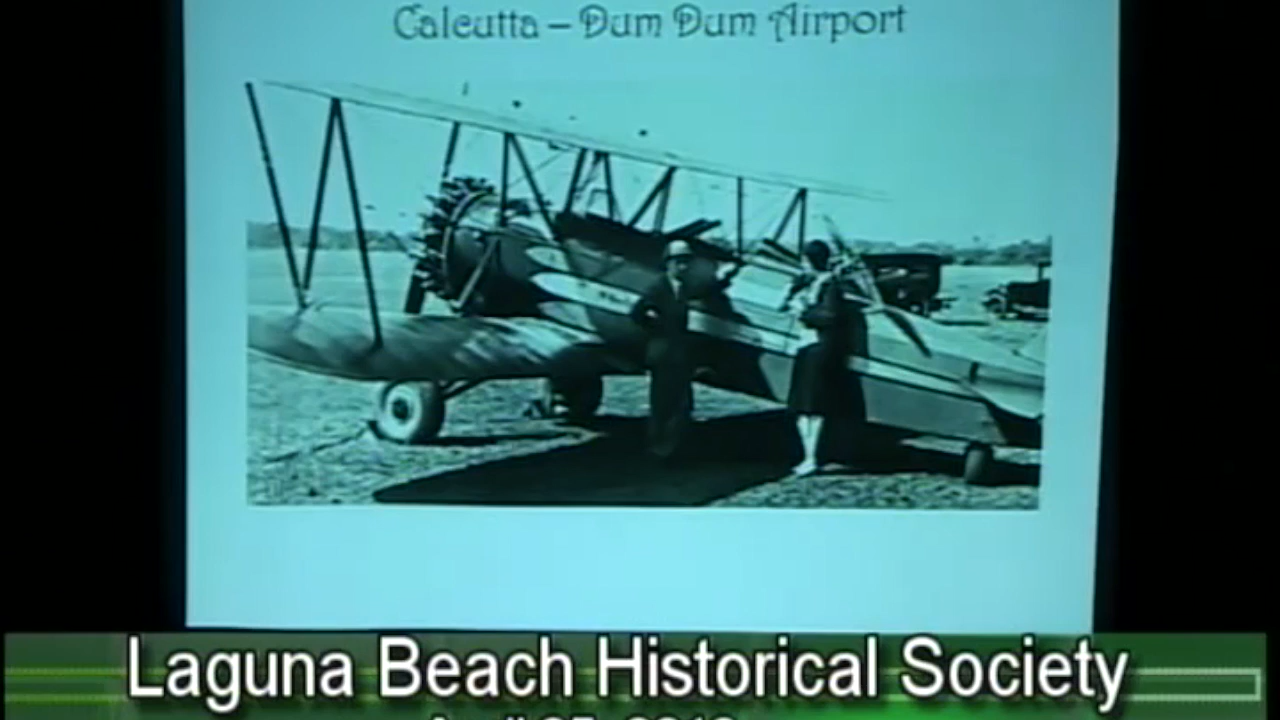 Calcutta – Dum Dum Airport
Laguna Beach Historical Society